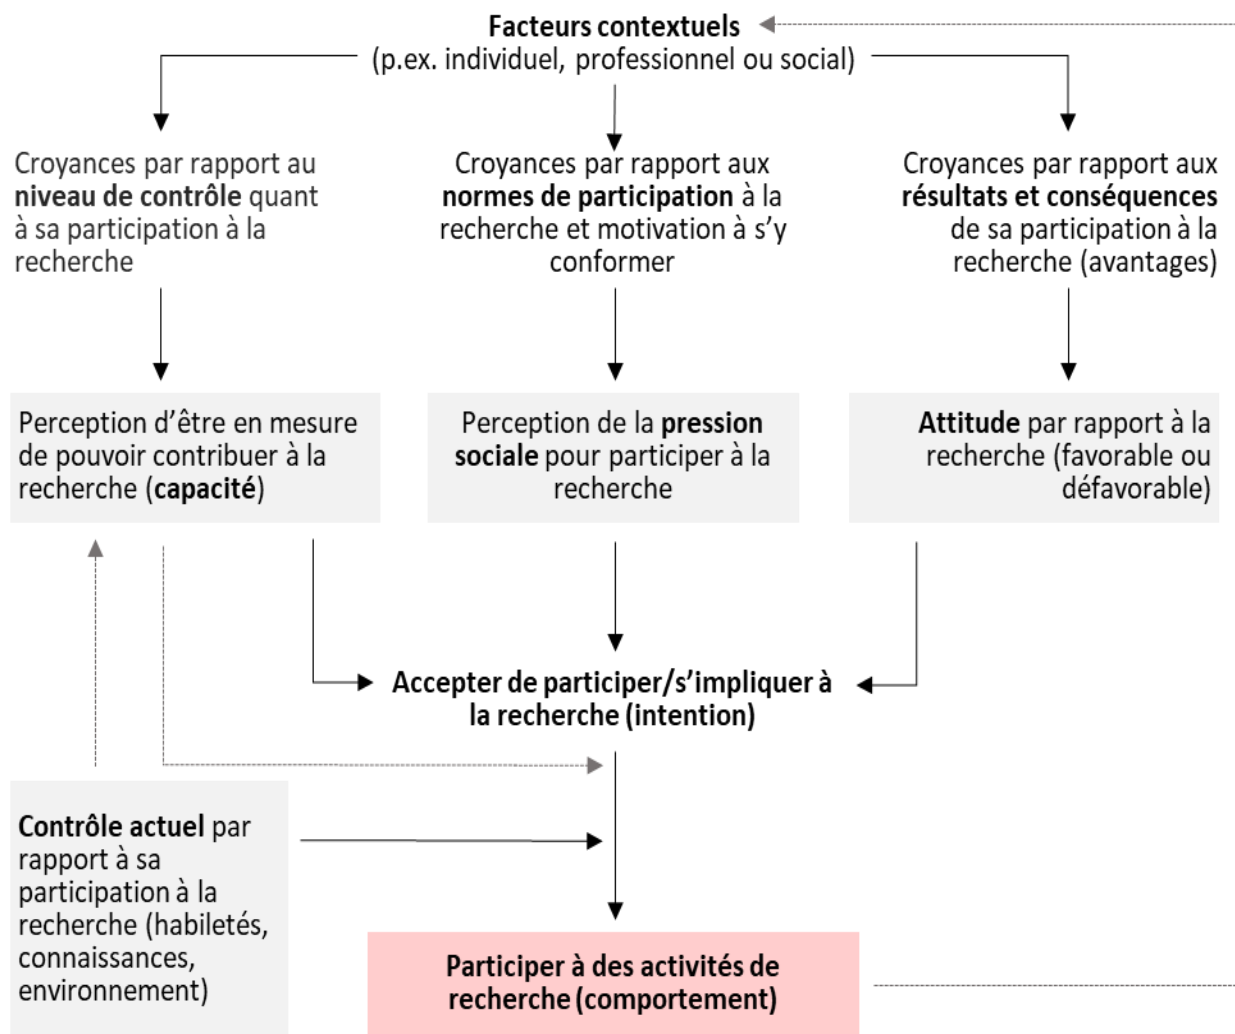 Facteurs contextuels
(p.ex. individuel, professionnel ou social)
Croyances par rapport au
niveau de contrôle quant
à sa participation à la
recherche
Croyances par rapport aux
normes de participation à la
recherche et motivation à s’y
conformer
Croyances par rapport aux
résultats et conséquences
de sa participation à la
recherche (avantages)
Perception d’être en mesure
de pouvoir contribuer à la
recherche (capacité)
Perception de la pression
sociale pour participer à la
recherche
Attitude par rapport à la
recherche (favorable ou
défavorable)
Accepter de participer/s’impliquer à
la recherche (intention)
Contrôle actuel par
rapport à sa
participation à la
recherche (habiletés,
connaissances,
environnement)
Participer à des activités de
recherche (comportement)